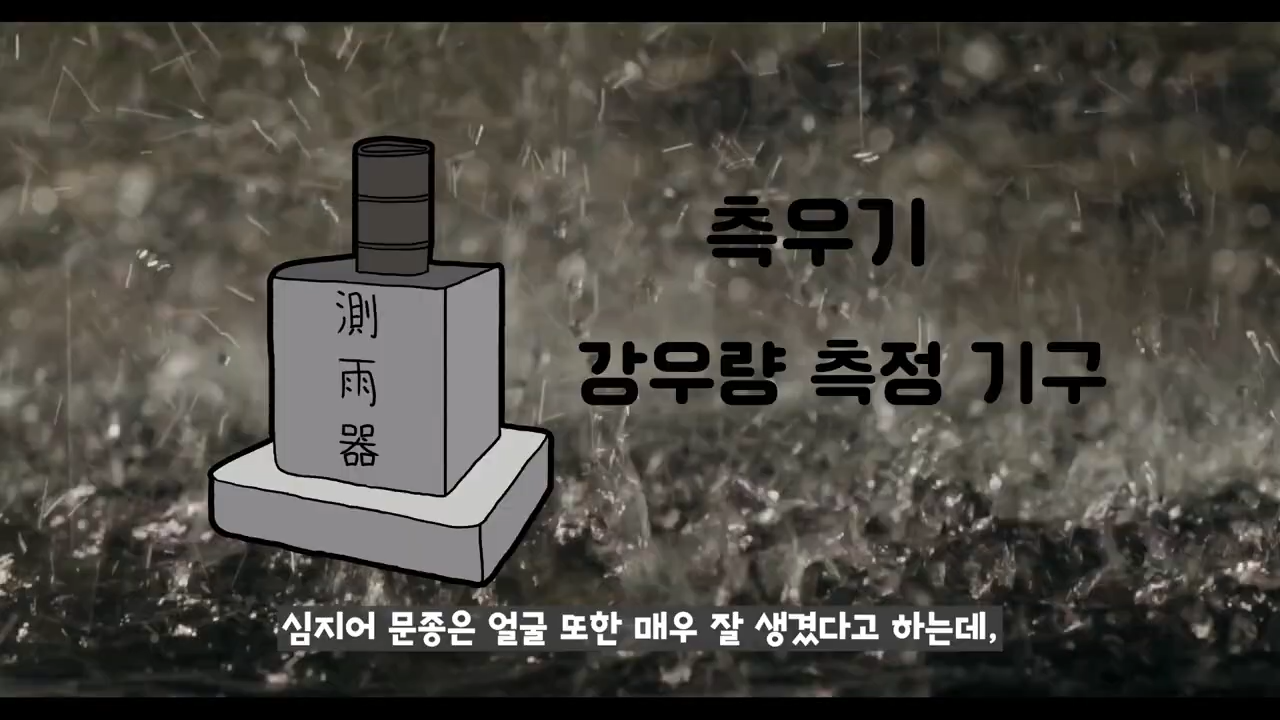 측우기
강우량 측정 기구
測
雨
器
심지어 문종은 얼굴 또한 매우 잘 생겼다고 하는데,